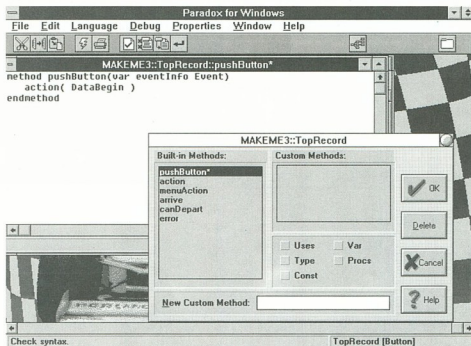 Paradox for Windows
File Edit Language Debug Properties Window Help
MAKEME3::TopRecord::pushButton*
method pushButton(var eventInfo Event)
action( DataBegin )
endmethod
MAKEME3::TopRecord
Built-in Methods:
Custom Methods:
pushButton*
action
menuAction
arrive
canDepart
error
OK
Delete
Cancel
Help
Uses Var
Type Procs
Const
New Custom Method:
Check syntax.
TopRecord [Button]